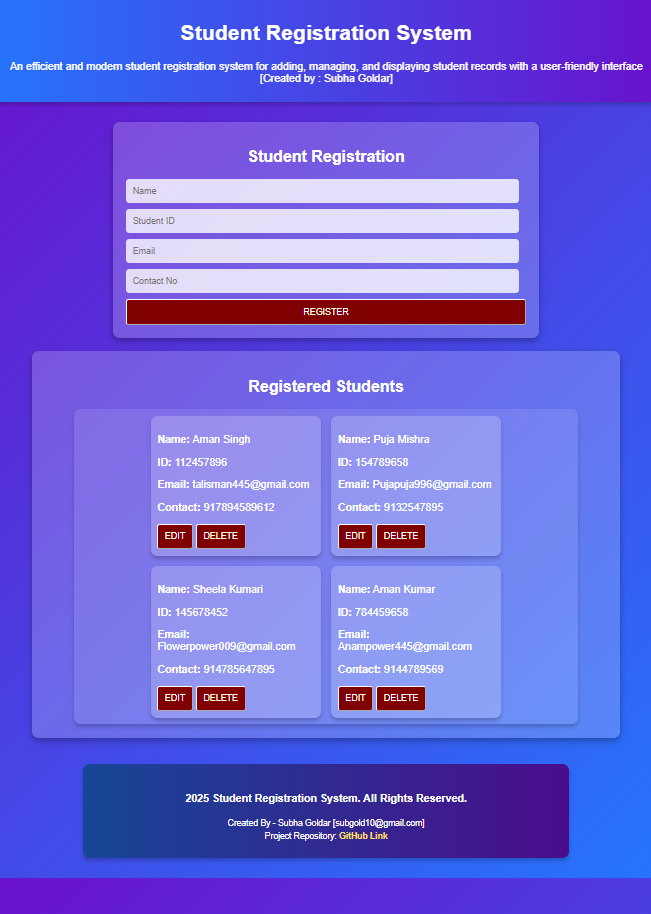 Student Registration System
An efficient and modern student registration system for adding, managing, and displaying student records with a user-friendly interface
[Created by : Subha Goldar]
Student Registration
Name
Student ID
Email
Contact No
REGISTER
Registered Students
Name: Aman Singh
ID: 112457896
Email: talisman445@gmail.com
Contact: 917894589612
EDIT DELETE
Name: Puja Mishra
ID: 154789658
Email: Pujapuja996@gmail.com
Contact: 9132547895
EDIT DELETE
Name: Sheela Kumari
ID: 145678452
Email:
Flowerpower009@gmail.com
Contact: 914785647895
EDIT DELETE
Name: Aman Kumar
ID: 784459658
Email:
Anampower445@gmail.com
Contact: 9144789569
EDIT DELETE
2025 Student Registration System. All Rights Reserved.
Created By - Subha Goldar [subgold10@gmail.com]
Project Repository: GitHub Link